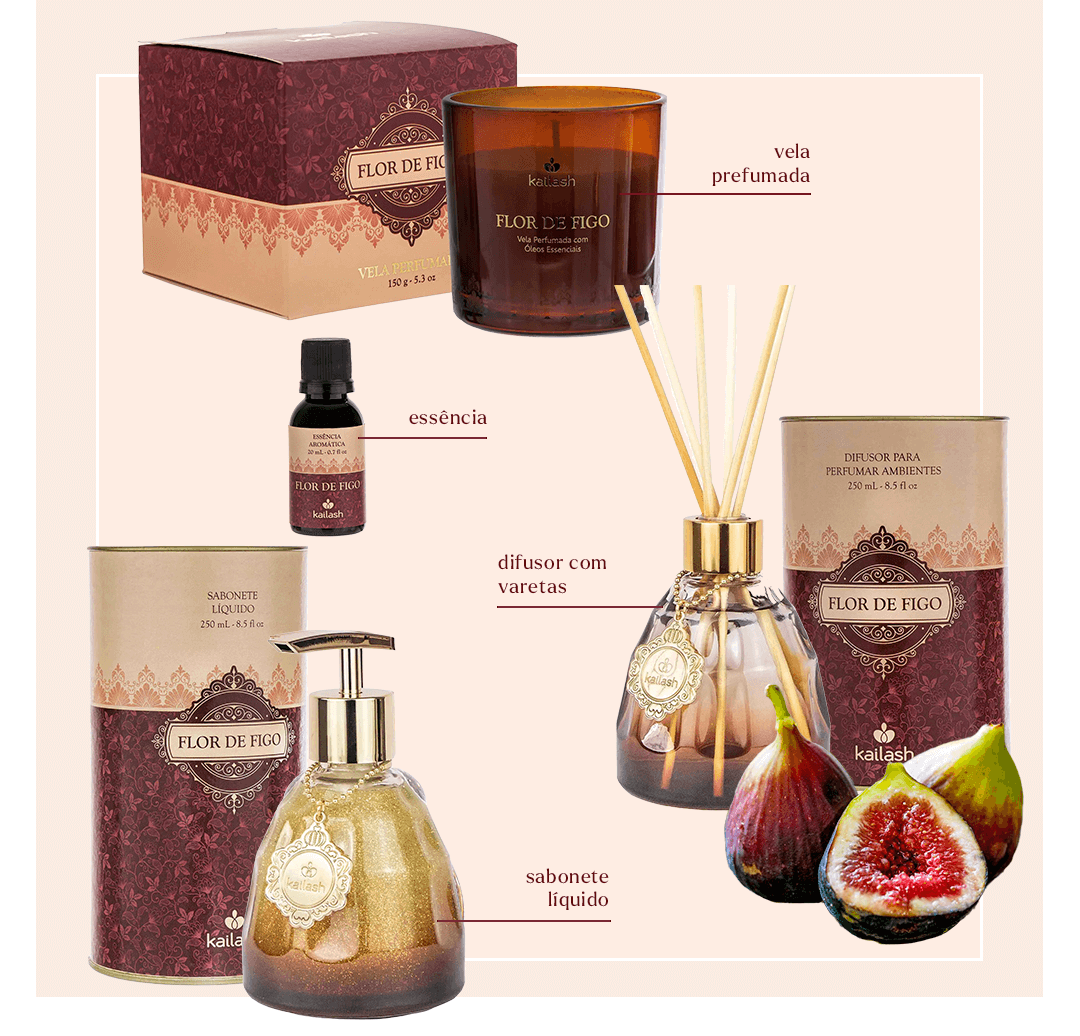 kailash
FLOR DE FIGO
VELA PERFUMADA
150 g - 5.3 oz
kailash
FLOR DE FIGO
Vela Perfumada com
Óleos Essenciais
vela
prefumada
ESSÊNCIA
AROMÁTICA
20 mL - 0.7 fl oz
FLOR DE FIGO
kailash
essência
DIFUSOR PARA
PERFUMAR AMBIENTES
250 mL - 8.5 fl oz
FLOR DE FIGO
kailash
difusor com
varetas
kailash
SABONETE
LÍQUIDO
250 mL - 8.5 fl oz
FLOR DE FIGO
kailash
kailash
sabonete
líquido